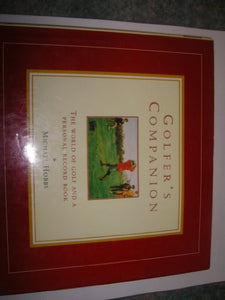 GOLFER'S
COMPANION
THE WORLD OF GOLF AND A
PERSONAL RECORD BOOK
MICHAEL HOBBS